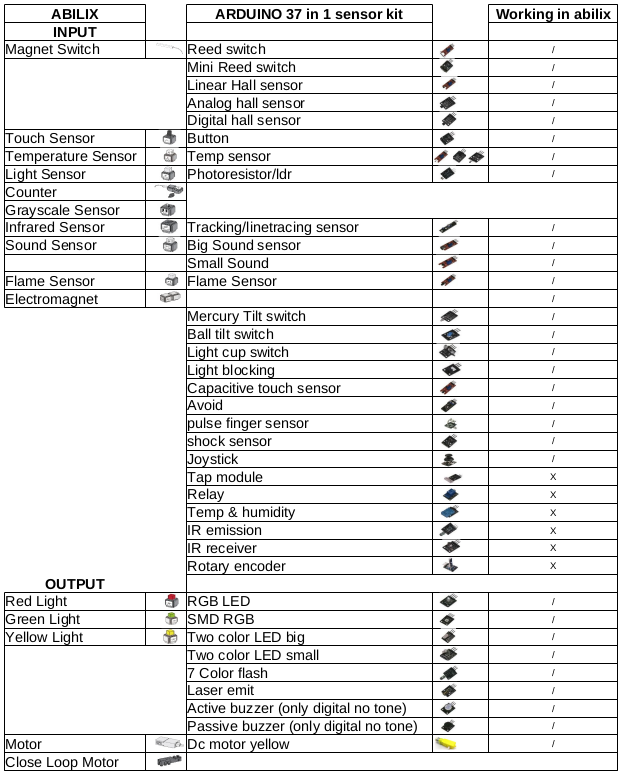 ABILIX ARDUINO 37 in 1 sensor kit Working in abilix
INPUT
Magnet Switch Reed switch /
Mini Reed switch /
Linear Hall sensor /
Analog hall sensor /
Digital hall sensor /
Touch Sensor Button /
Temperature Sensor Temp sensor /
Light Sensor Photoresistor/ldr /
Counter
Grayscale Sensor
Infrared Sensor Tracking/linetracing sensor /
Sound Sensor Big Sound sensor /
Small Sound /
Flame Sensor Flame Sensor /
Electromagnet /
Mercury Tilt switch /
Ball tilt switch /
Light cup switch /
Light blocking /
Capacitive touch sensor /
Avoid /
pulse finger sensor /
shock sensor /
Joystick /
Tap module X
Relay X
Temp & humidity X
IR emission X
IR receiver X
Rotary encoder X
OUTPUT
Red Light RGB LED /
Green Light SMD RGB /
Yellow Light Two color LED big /
Two color LED small /
7 Color flash /
Laser emit /
Active buzzer (only digital no tone) /
Passive buzzer (only digital no tone) /
Motor Dc motor yellow /
Close Loop Motor